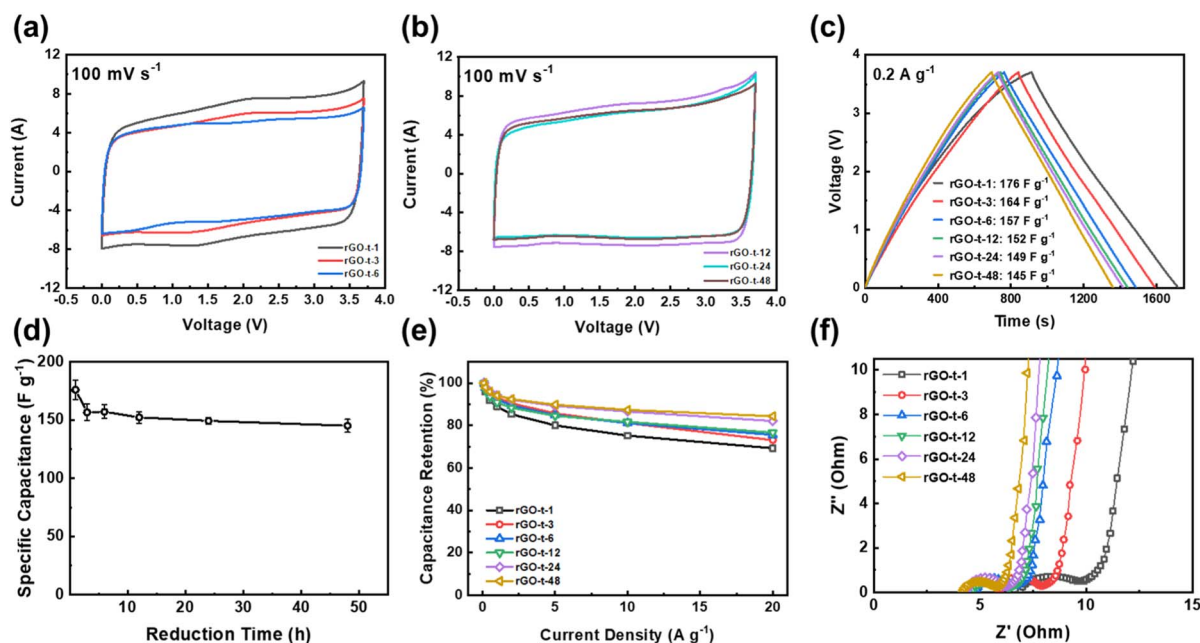 (a)
100 mV s⁻¹
Current (A)
12
8
4
0
-4
-8
-12
-0.5 0.0 0.5 1.0 1.5 2.0 2.5 3.0 3.5 4.0
Voltage (V)
rGO-t-1
rGO-t-3
rGO-t-6
(b)
100 mV s⁻¹
Current (A)
12
8
4
0
-4
-8
-12
-0.5 0.0 0.5 1.0 1.5 2.0 2.5 3.0 3.5 4.0
Voltage (V)
rGO-t-12
rGO-t-24
rGO-t-48
(c)
0.2 A g⁻¹
Voltage (V)
4
3
2
1
0
0 400 800 1200 1600
Time (s)
rGO-t-1: 176 F g⁻¹
rGO-t-3: 164 F g⁻¹
rGO-t-6: 157 F g⁻¹
rGO-t-12: 152 F g⁻¹
rGO-t-24: 149 F g⁻¹
rGO-t-48: 145 F g⁻¹
(d)
Specific Capacitance (F g⁻¹)
200
150
100
50
0
0 10 20 30 40 50
Reduction Time (h)
(e)
Capacitance Retention (%)
120
100
80
60
40
20
0
0 5 10 15 20
Current Density (A g⁻¹)
rGO-t-1
rGO-t-3
rGO-t-6
rGO-t-12
rGO-t-24
rGO-t-48
(f)
Z'' (Ohm)
10
8
6
4
2
0
0 5 10 15
Z' (Ohm)
rGO-t-1
rGO-t-3
rGO-t-6
rGO-t-12
rGO-t-24
rGO-t-48